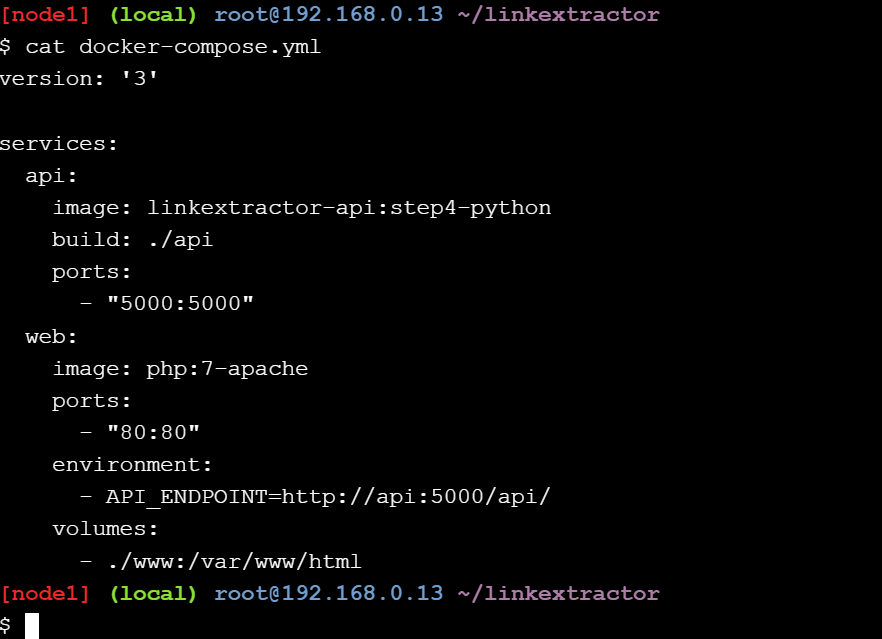 [node1] (local) root@192.168.0.13 ~/linkextractor
$ cat docker-compose.yml
version: '3'

services:
  api:
    image: linkextractor-api:step4-python
    build: ./api
    ports:
      - "5000:5000"
  web:
    image: php:7-apache
    ports:
      - "80:80"
    environment:
      - API_ENDPOINT=http://api:5000/api/
    volumes:
      - ./www:/var/www/html
[node1] (local) root@192.168.0.13 ~/linkextractor
$